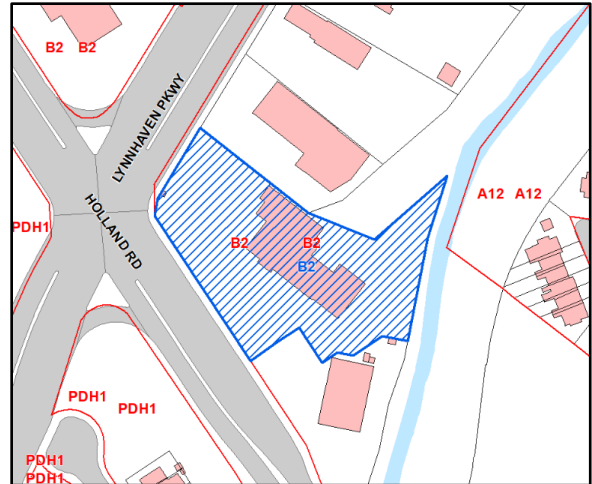 B2 B2
LYNNHAVEN PKWY
HOLLAND RD
A12 A12
PDH1
B2 B2
B2
PDH1 PDH1
PDH1
PDH1